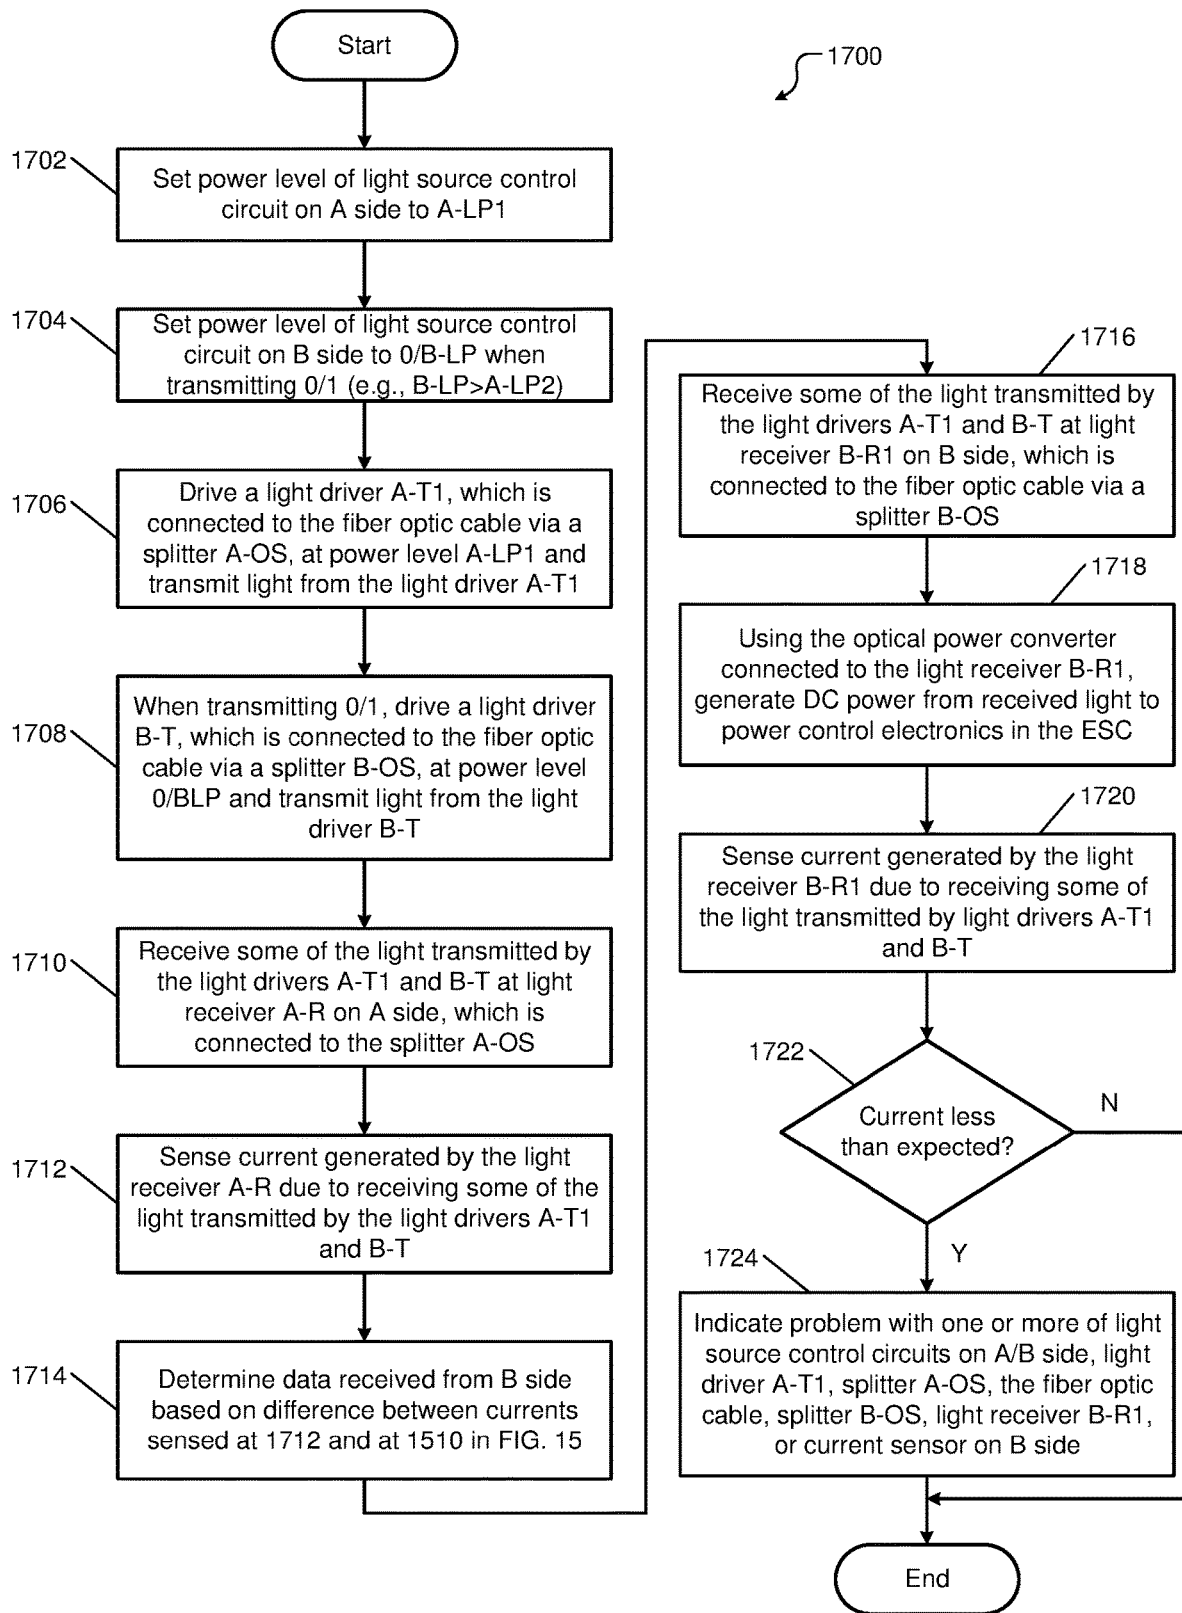 Start
1700
1702
Set power level of light source control
circuit on A side to A-LP1
1704
Set power level of light source control
circuit on B side to 0/B-LP when
transmitting 0/1 (e.g., B-LP>A-LP2)
1706
Drive a light driver A-T1, which is
connected to the fiber optic cable via a
splitter A-OS, at power level A-LP1 and
transmit light from the light driver A-T1
1708
When transmitting 0/1, drive a light driver
B-T, which is connected to the fiber optic
cable via a splitter B-OS, at power level
0/BLP and transmit light from the light
driver B-T
1710
Receive some of the light transmitted by
the light drivers A-T1 and B-T at light
receiver A-R on A side, which is
connected to the splitter A-OS
1712
Sense current generated by the light
receiver A-R due to receiving some of the
light transmitted by the light drivers A-T1
and B-T
1714
Determine data received from B side
based on difference between currents
sensed at 1712 and at 1510 in FIG. 15
1716
Receive some of the light transmitted by
the light drivers A-T1 and B-T at light
receiver B-R1 on B side, which is
connected to the fiber optic cable via a
splitter B-OS
1718
Using the optical power converter
connected to the light receiver B-R1,
generate DC power from received light to
power control electronics in the ESC
1720
Sense current generated by the light
receiver B-R1 due to receiving some of
the light transmitted by light drivers A-T1
and B-T
1722
Current less
than expected?
N
Y
1724
Indicate problem with one or more of light
source control circuits on A/B side, light
driver A-T1, splitter A-OS, the fiber optic
cable, splitter B-OS, light receiver B-R1,
or current sensor on B side
End